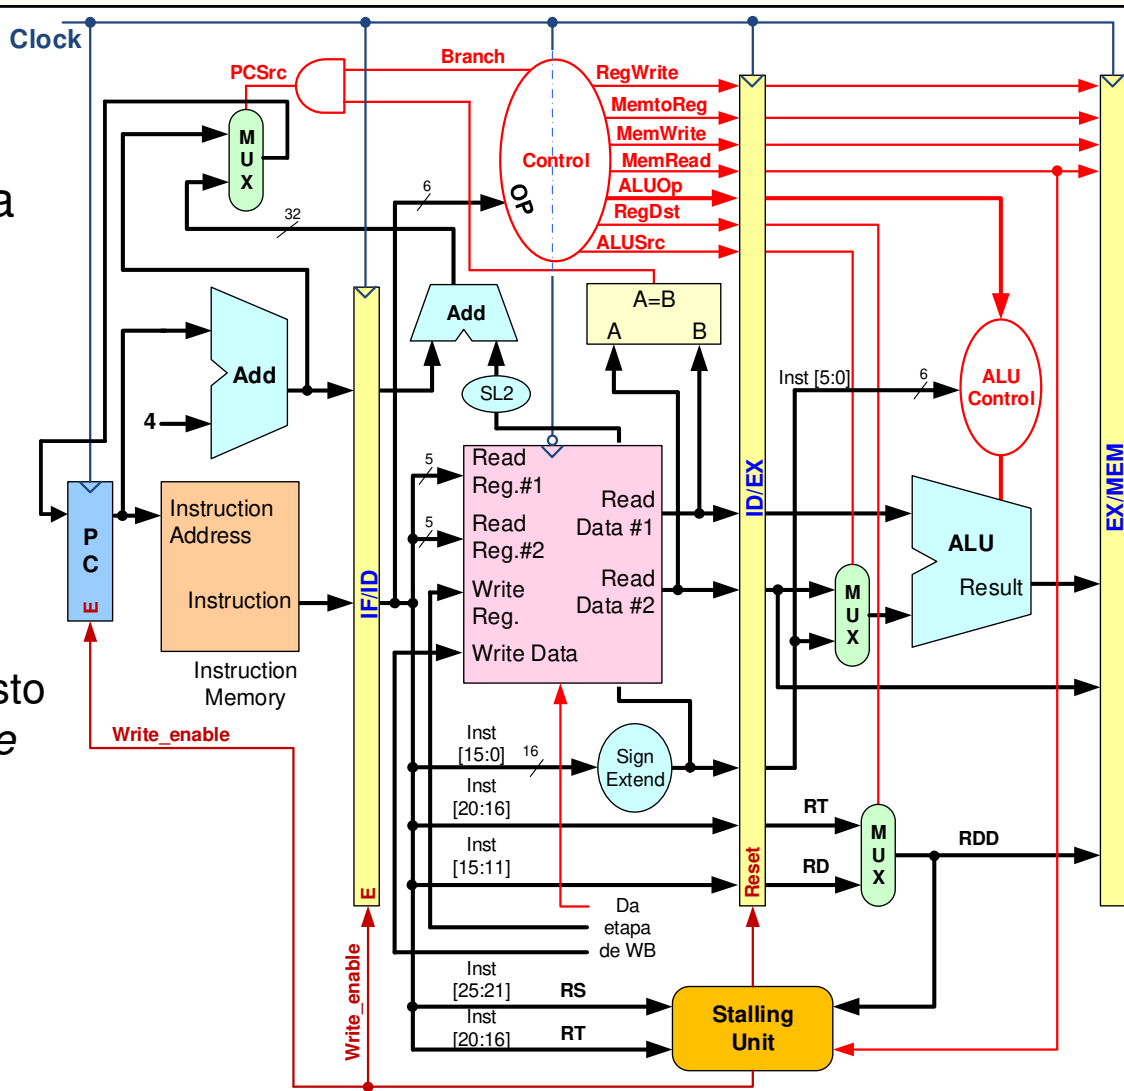 Clock
Branch
PCSrc
RegWrite
MemtoReg
MemWrite
MemRead
ALUOp
RegDst
ALUSrc
Control
OP
M
U
X
6
32
a
Add
Add
4
SL2
A=B
A B
Inst [5:0]
6
ALU
Control
P
C
E
Instruction
Address
Instruction
Instruction
Memory
IF/ID
E
5
5
Read
Reg.#1
Read
Reg.#2
Write
Reg.
Write Data
Read
Data #1
Read
Data #2
ID/EX
Reset
ALU
Result
M
U
X
EX/MEM
sto
e
Write_enable
Inst
[15:0]
16
Sign
Extend
Inst
[20:16]
RT
Inst
[15:11]
RD
M
U
X
RDD
Da
etapa
de WB
Write_enable
Inst
[25:21]
RS
Inst
[20:16]
RT
Stalling
Unit